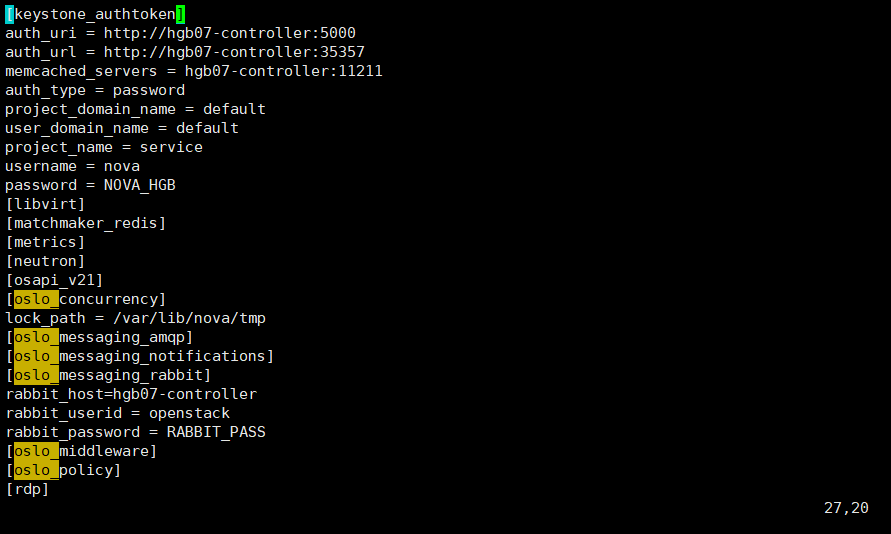 [keystone_authtoken]
auth_uri = http://hgb07-controller:5000
auth_url = http://hgb07-controller:35357
memcached_servers = hgb07-controller:11211
auth_type = password
project_domain_name = default
user_domain_name = default
project_name = service
username = nova
password = NOVA_HGB
[libvirt]
[matchmaker_redis]
[metrics]
[neutron]
[osapi_v21]
[oslo_concurrency]
lock_path = /var/lib/nova/tmp
[oslo_messaging_amqp]
[oslo_messaging_notifications]
[oslo_messaging_rabbit]
rabbit_host=hgb07-controller
rabbit_userid = openstack
rabbit_password = RABBIT_PASS
[oslo_middleware]
[oslo_policy]
[rdp]
27,20